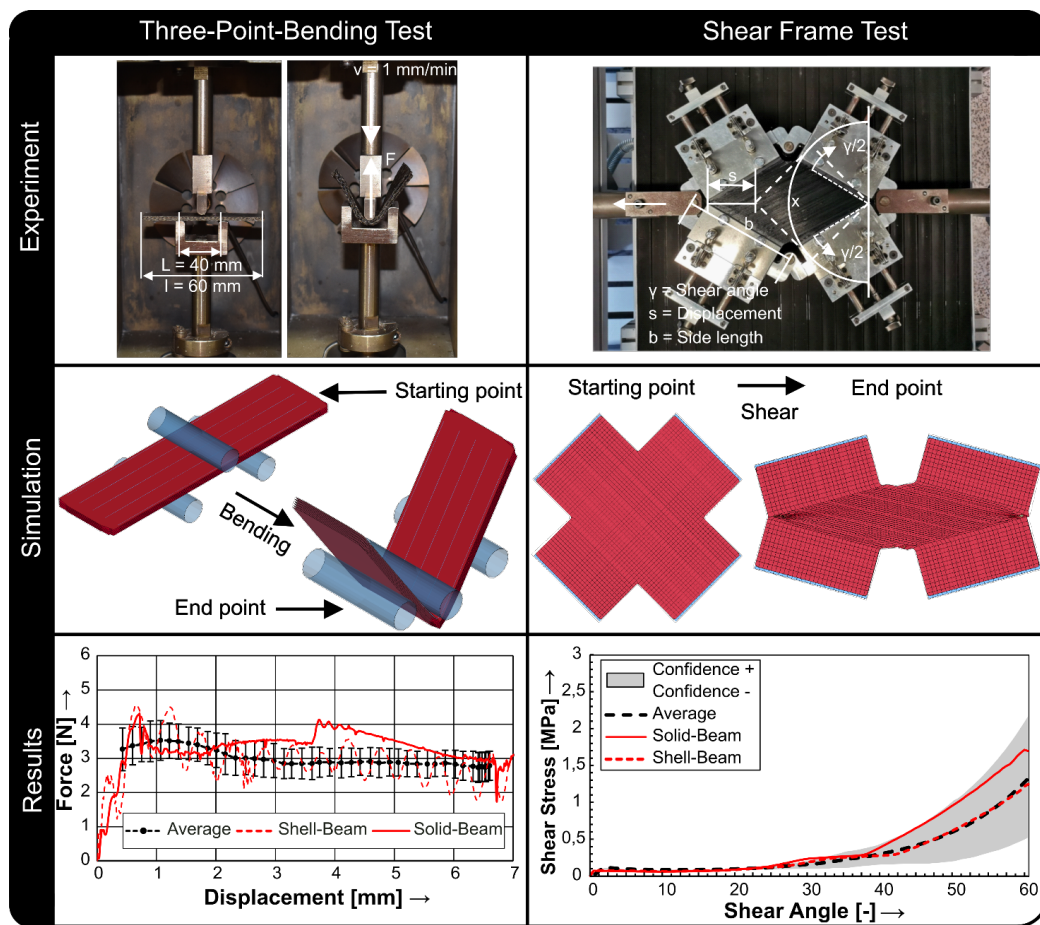 Three-Point-Bending Test
Shear Frame Test
Experiment
v = 1 mm/min
F
L = 40 mm
l = 60 mm
s
x
b
γ/2
γ/2
γ = Shear angle
s = Displacement
b = Side length
Simulation
Starting point
Bending
End point
Starting point
End point
Shear
Results
Force [N] →
6
5
4
3
2
1
0
0 1 2 3 4 5 6 7
Average Shell-Beam Solid-Beam
Displacement [mm] →
Shear Stress [MPa] →
3
2,5
2
1,5
1
0,5
0
0 10 20 30 40 50 60
Confidence +
Confidence -
Average
Solid-Beam
Shell-Beam
Shear Angle [-] →